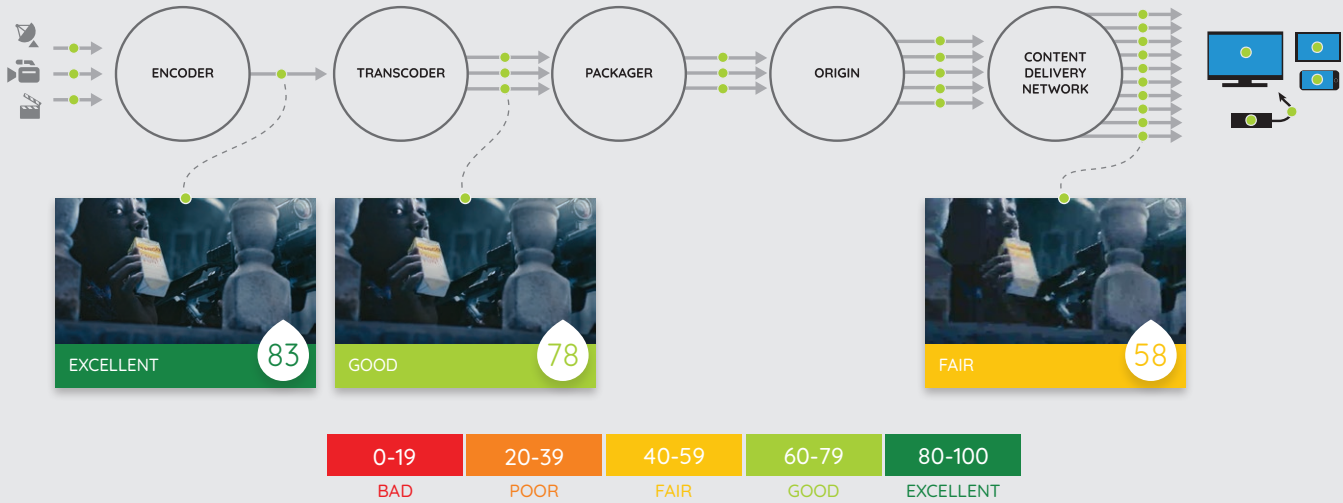 ENCODER
TRANSCODER
PACKAGER
ORIGIN
CONTENT
DELIVERY
NETWORK
EXCELLENT
83
GOOD
78
FAIR
58
0-19
20-39
40-59
60-79
80-100
BAD
POOR
FAIR
GOOD
EXCELLENT